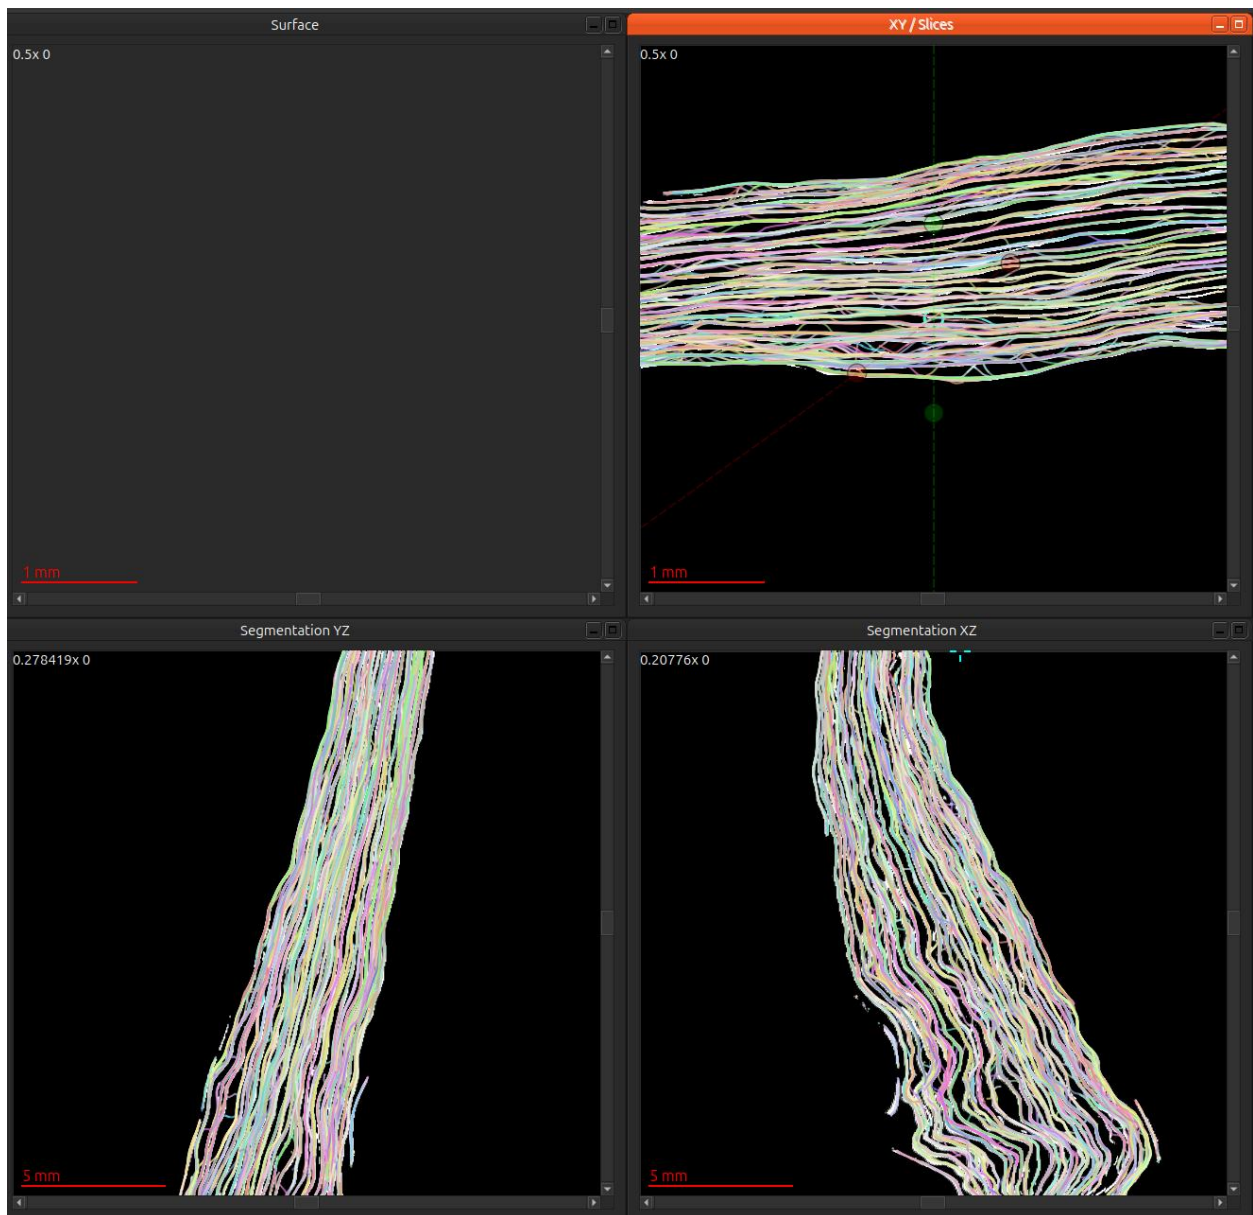 Surface
0.5x 0
1 mm
XY / Slices
0.5x 0
1 mm
Segmentation YZ
0.278419x 0
5 mm
Segmentation XZ
0.20776x 0
5 mm